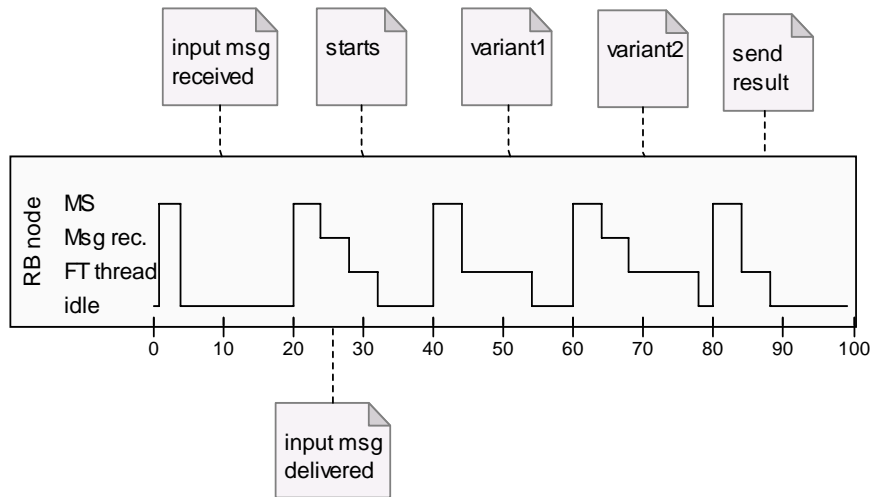 input msg
received
starts
variant1
variant2
send
result
RB node
MS
Msg rec.
FT thread
idle
0 10 20 30 40 50 60 70 80 90 100
input msg
delivered